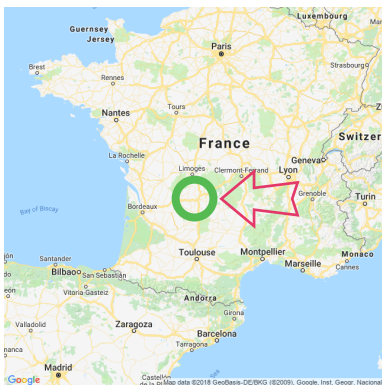 Luxembourg
Guernsey
Jersey
Paris
Strasbourg
Brest
Rennes
Nantes
Tours
France
Switzer
La Rochelle
Limoges
Clermont-Ferrand
Geneva
Lyon
Grenoble
Turin
Bay of Biscay
Bordeaux
Toulouse
Montpellier
Monaco
Marseille
Cannes
Santander
Bilbao
San Sebastián
Vitoria-Gasteiz
Andorra
Girona
Valladolid
Zaragoza
Barcelona
Tarragona
Madrid
Google
Map data ©2018 GeoBasis-DE/BKG (©2009), Google, Inst. Geogr. Nacional